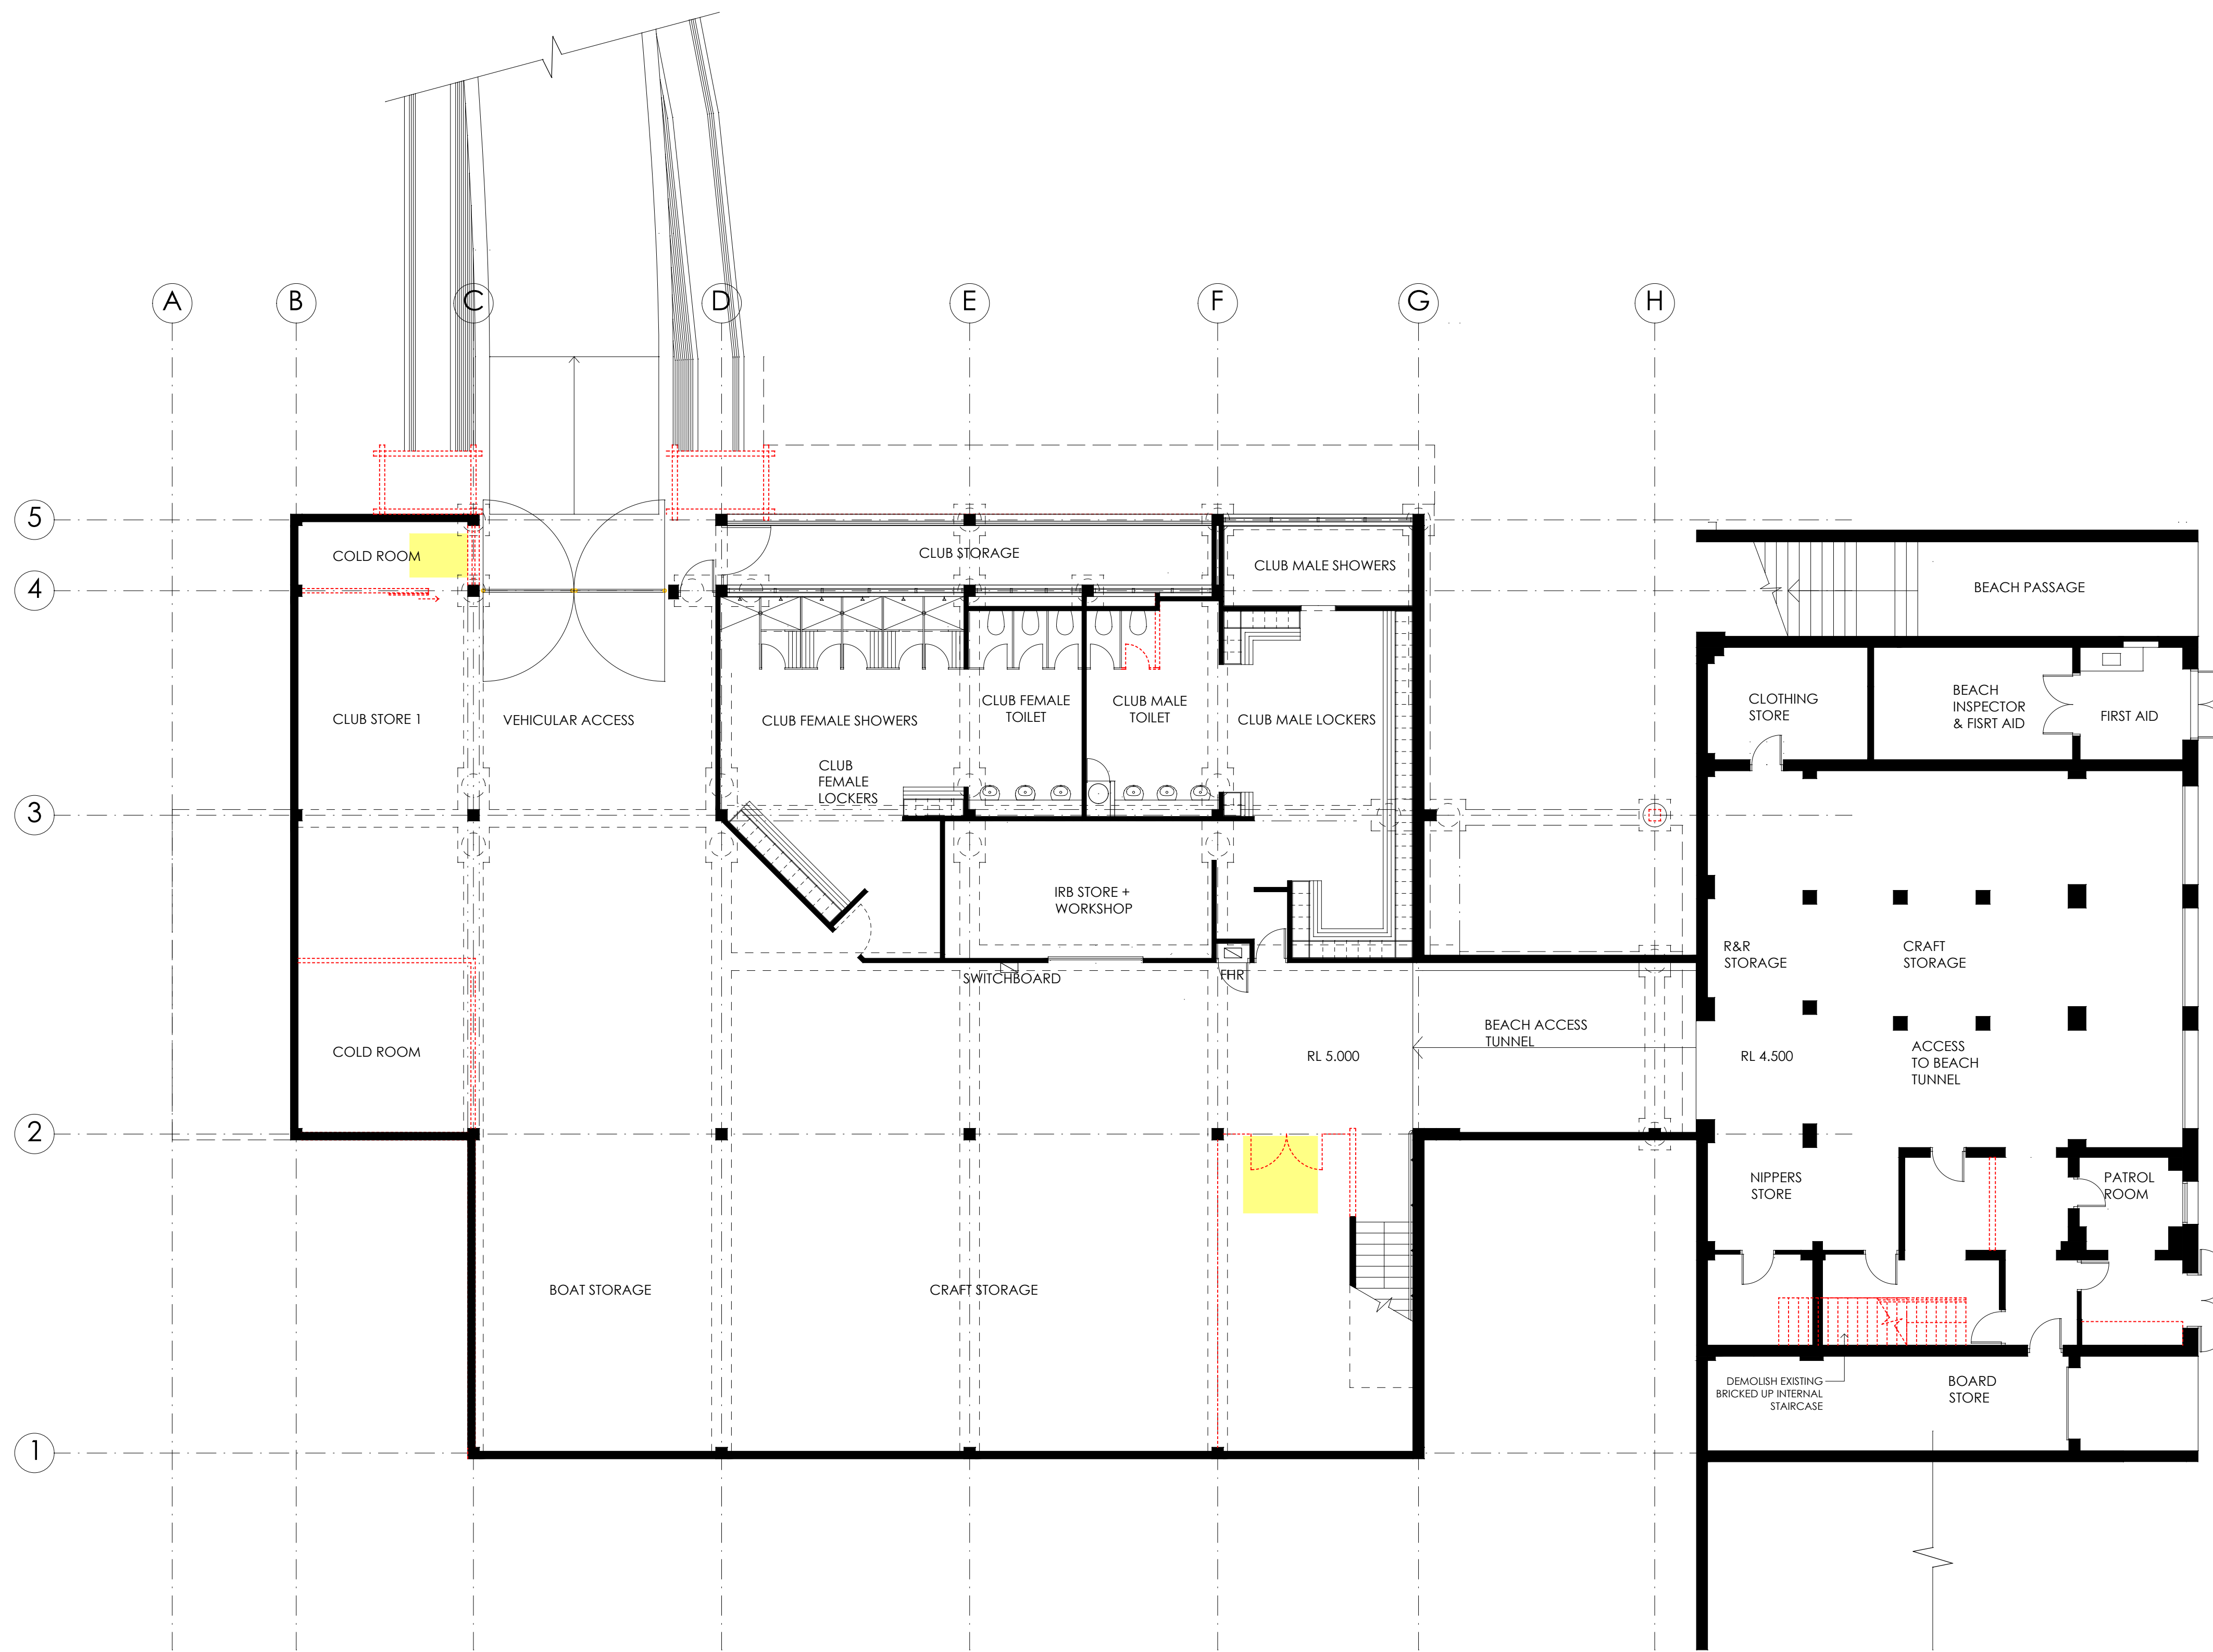 A
B
C
D
E
F
G
H
5
COLD ROOM
CLUB STORAGE
CLUB MALE SHOWERS
4
BEACH PASSAGE
CLUB STORE 1
VEHICULAR ACCESS
CLUB FEMALE SHOWERS
CLUB
FEMALE
LOCKERS
CLUB FEMALE
TOILET
CLUB MALE
TOILET
CLUB MALE LOCKERS
CLOTHING
STORE
BEACH
INSPECTOR
& FISRT AID
FIRST AID
3
IRB STORE +
WORKSHOP
R&R
STORAGE
CRAFT
STORAGE
SWITCHBOARD
FHR
COLD ROOM
BEACH ACCESS
TUNNEL
RL 5.000
RL 4.500
ACCESS
TO BEACH
TUNNEL
2
NIPPERS
STORE
PATROL
ROOM
BOAT STORAGE
CRAFT STORAGE
DEMOLISH EXISTING
BRICKED UP INTERNAL
STAIRCASE
BOARD
STORE
1